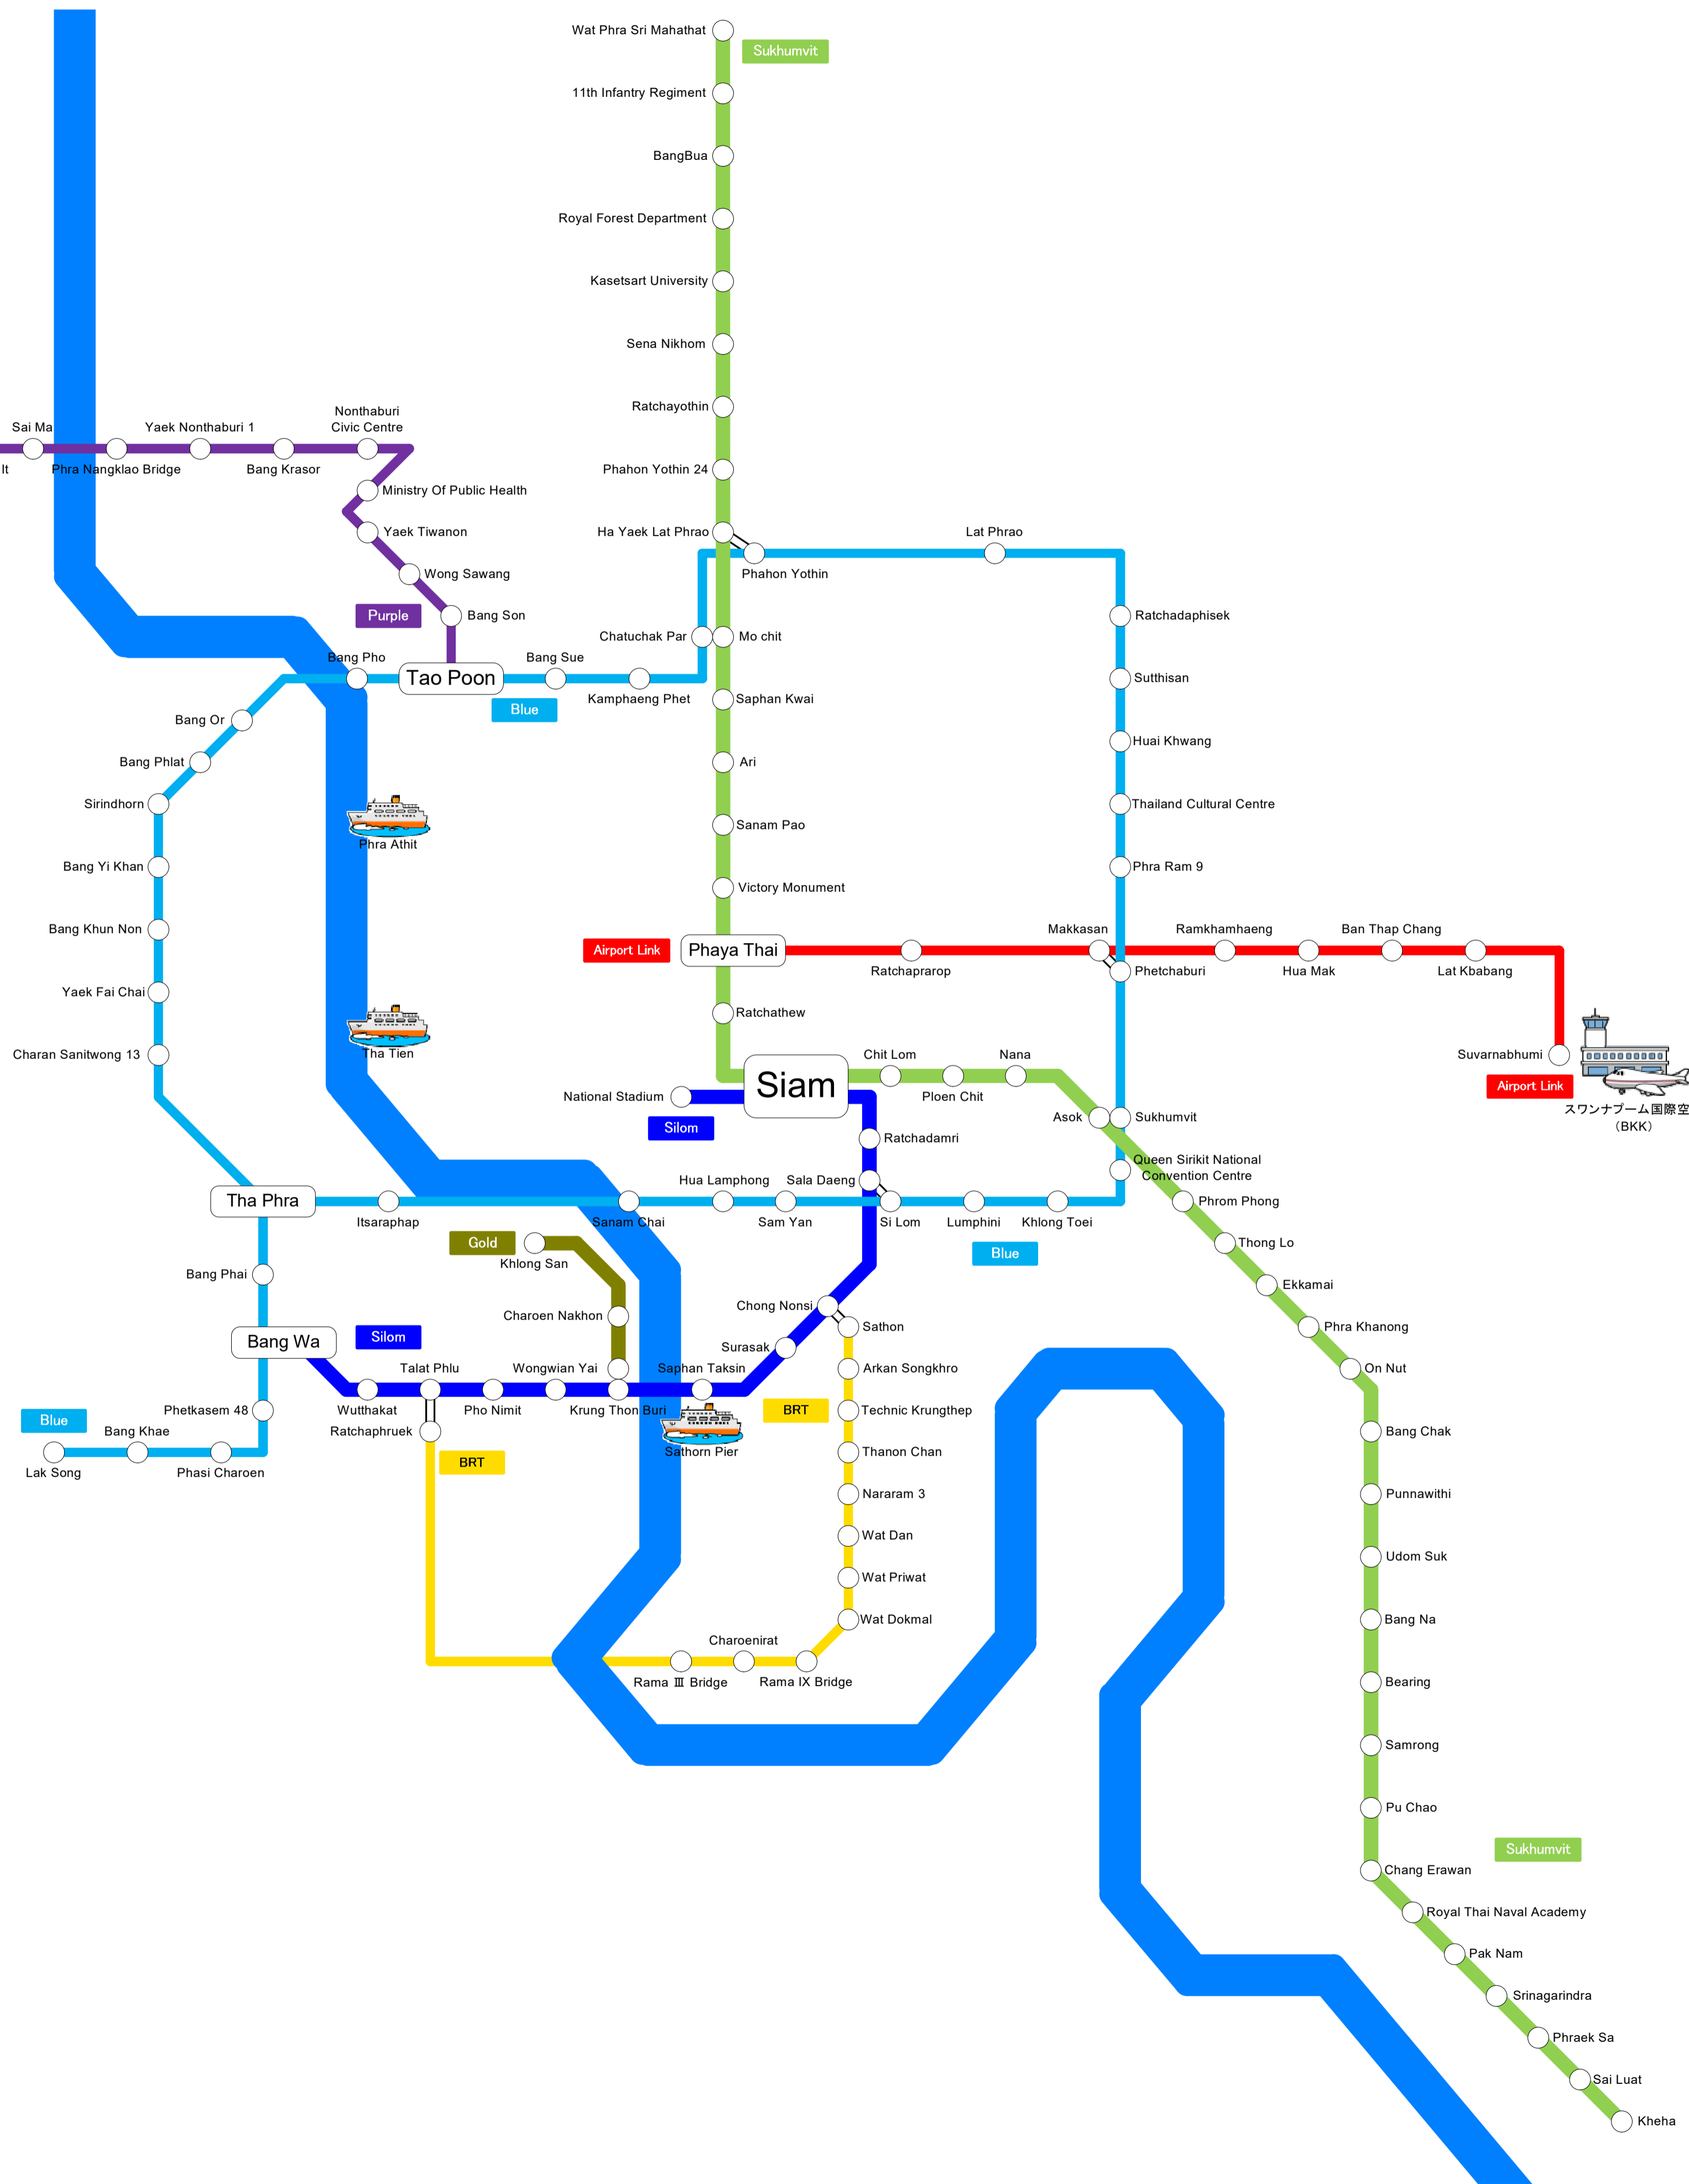 Wat Phra Sri Mahathat
Sukhumvit
11th Infantry Regiment
BangBua
Royal Forest Department
Kasetsart University
Sena Nikhom
Ratchayothin
Nonthaburi
Civic Centre
Sai Ma
Yaek Nonthaburi 1
It
Phra Nangklao Bridge
Bang Krasor
Phahon Yothin 24
Ministry Of Public Health
Yaek Tiwanon
Ha Yaek Lat Phrao
Lat Phrao
Wong Sawang
Phahon Yothin
Purple
Bang Son
Ratchadaphisek
Chatuchak Par
Mo chit
Bang Pho
Tao Poon
Bang Sue
Sutthisan
Kamphaeng Phet
Saphan Kwai
Blue
Bang Or
Huai Khwang
Bang Phlat
Ari
Sirindhorn
Thailand Cultural Centre
Sanam Pao
Phra Athit
Bang Yi Khan
Phra Ram 9
Victory Monument
Bang Khun Non
Makkasan
Ramkhamhaeng
Ban Thap Chang
Airport Link
Phaya Thai
Ratchaprarop
Phetchaburi
Hua Mak
Lat Kbabang
Yaek Fai Chai
Ratchathew
Charan Sanitwong 13
Tha Tien
Chit Lom
Nana
Suvarnabhumi
Siam
National Stadium
Ploen Chit
Airport Link
スワンナプーム国際空
（BKK）
Silom
Asok
Sukhumvit
Ratchadamri
Queen Sirikit National
Convention Centre
Hua Lamphong
Sala Daeng
Tha Phra
Phrom Phong
Itsaraphap
Sanam Chai
Sam Yan
Si Lom
Lumphini
Khlong Toei
Gold
Blue
Thong Lo
Khlong San
Bang Phai
Ekkamai
Chong Nonsi
Charoen Nakhon
Sathon
Phra Khanong
Bang Wa
Silom
Surasak
Talat Phlu
Wongwian Yai
Saphan Taksin
Arkan Songkhro
On Nut
Wutthakat
Pho Nimit
Krung Thon Buri
Phetkasem 48
BRT
Technic Krungthep
Blue
Bang Khae
Ratchaphruek
Bang Chak
Sathorn Pier
Thanon Chan
BRT
Lak Song
Phasi Charoen
Nararam 3
Punnawithi
Wat Dan
Udom Suk
Wat Priwat
Wat Dokmal
Bang Na
Charoenirat
Rama Ⅲ Bridge
Rama IX Bridge
Bearing
Samrong
Pu Chao
Sukhumvit
Chang Erawan
Royal Thai Naval Academy
Pak Nam
Srinagarindra
Phraek Sa
Sai Luat
Kheha